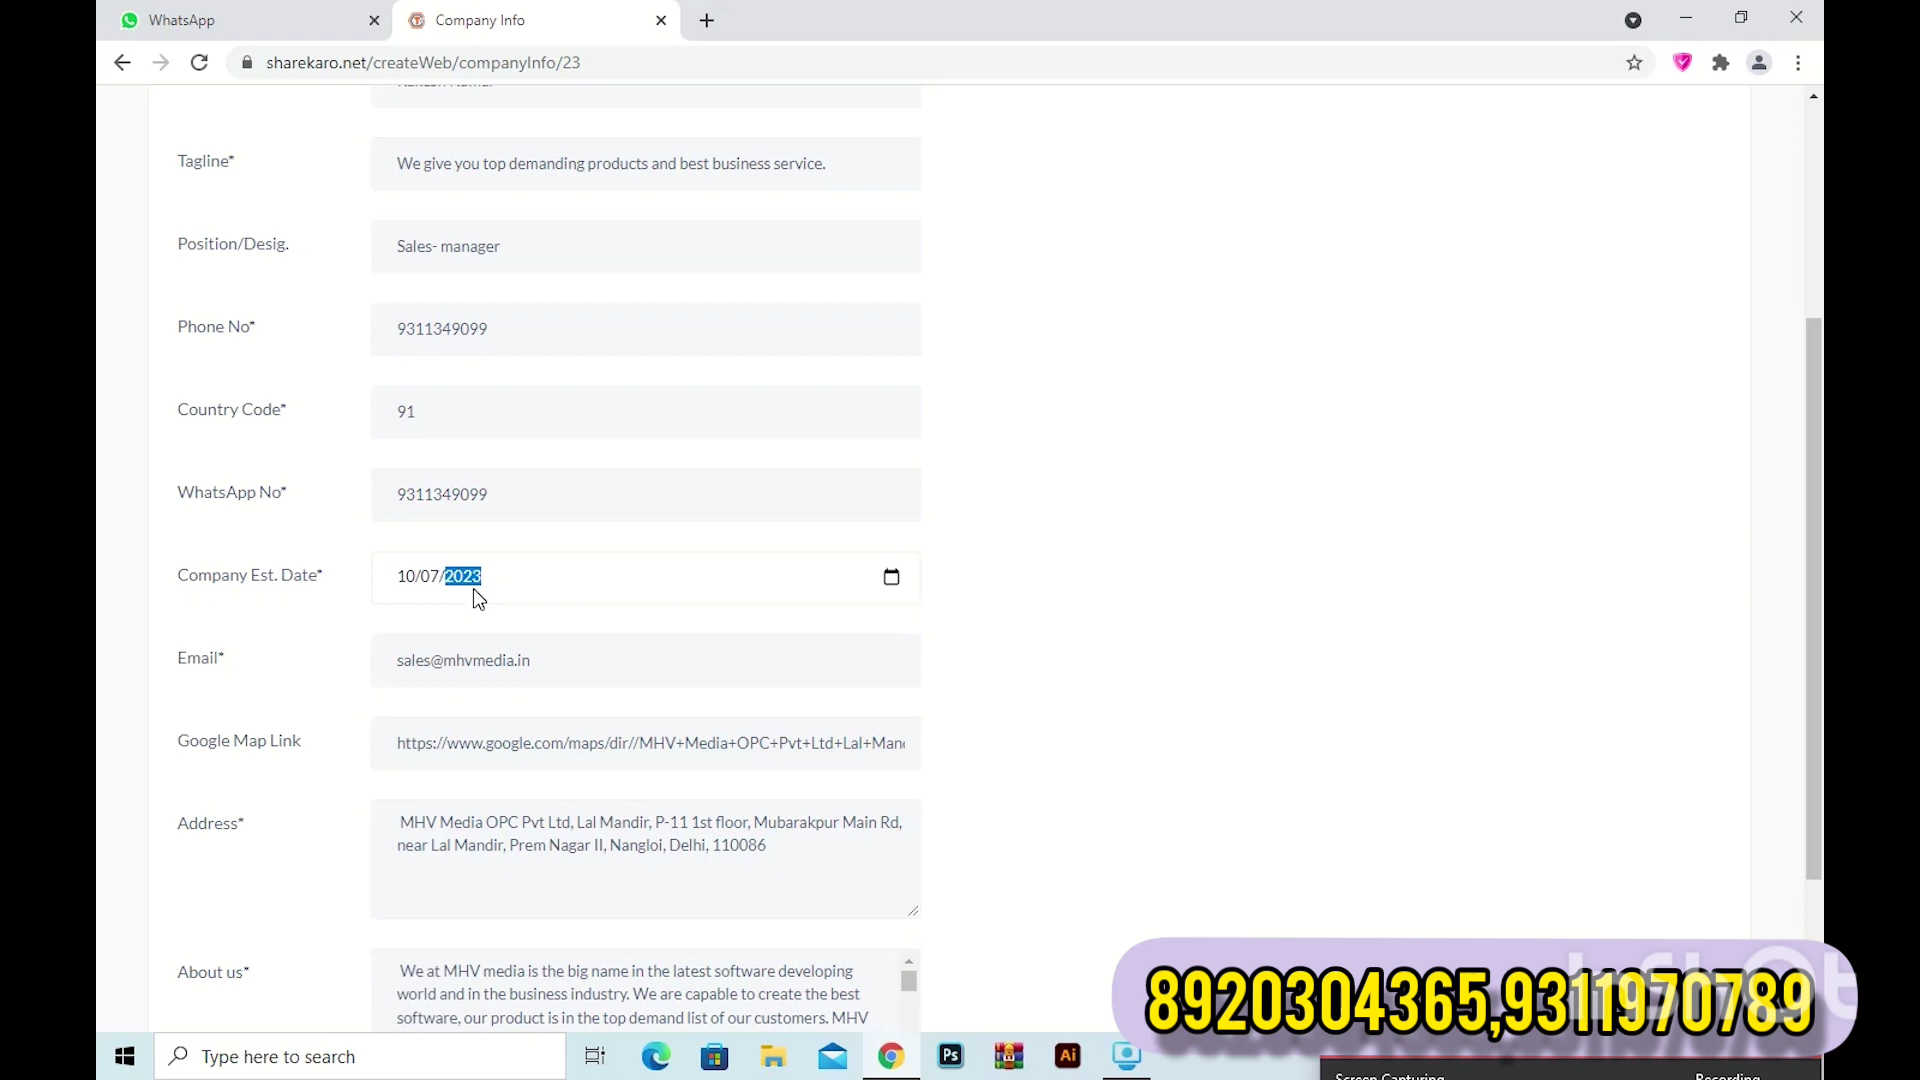 WhatsApp
Company Info
sharekaro.net/createWeb/companyInfo/23
Tagline*
We give you top demanding products and best business service.
Position/Desig.
Sales- manager
Phone No*
9311349099
Country Code*
91
WhatsApp No*
9311349099
Company Est. Date*
10/07/2023
Email*
sales@mhvmedia.in
Google Map Link
https://www.google.com/maps/dir//MHV+Media+OPC+Pvt+Ltd+Lal+Mand
Address*
MHV Media OPC Pvt Ltd, Lal Mandir, P-11 1st floor, Mubarakpur Main Rd,
near Lal Mandir, Prem Nagar II, Nangloi, Delhi, 110086
About us*
We at MHV media is the big name in the latest software developing
world and in the business industry. We are capable to create the best
software, our product is in the top demand list of our customers. MHV
8920304365,9311970789
Type here to search
Ps
Ai
Screen Capturing
Recording